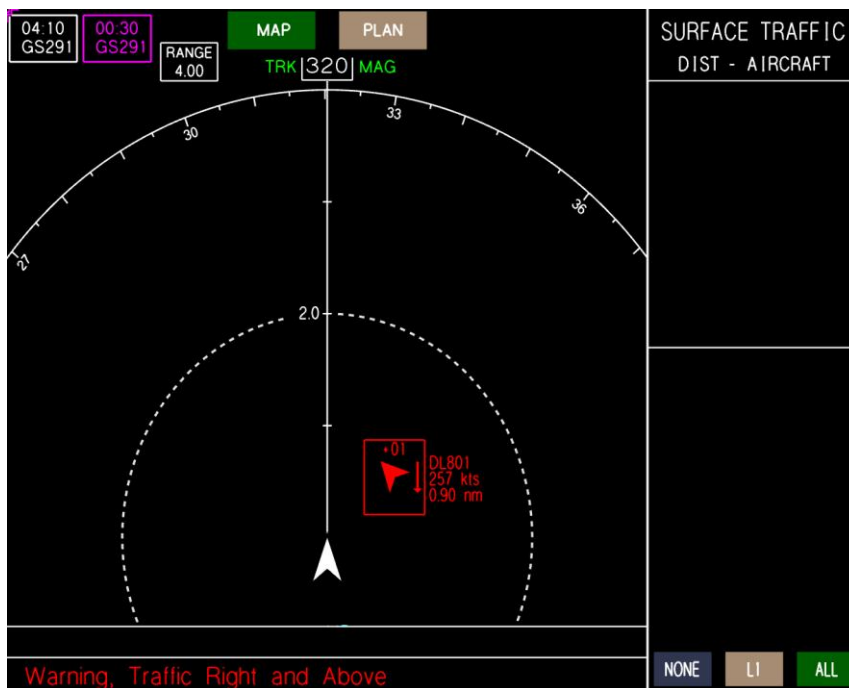 04:10
GS291
00:30
GS291
RANGE
4.00
MAP
PLAN
TRK 320 MAG
SURFACE TRAFFIC
DIST - AIRCRAFT
27
30
33
36
2.0
+01
DL801
257 kts
0.90 nm
Warning, Traffic Right and Above
NONE
L1
ALL